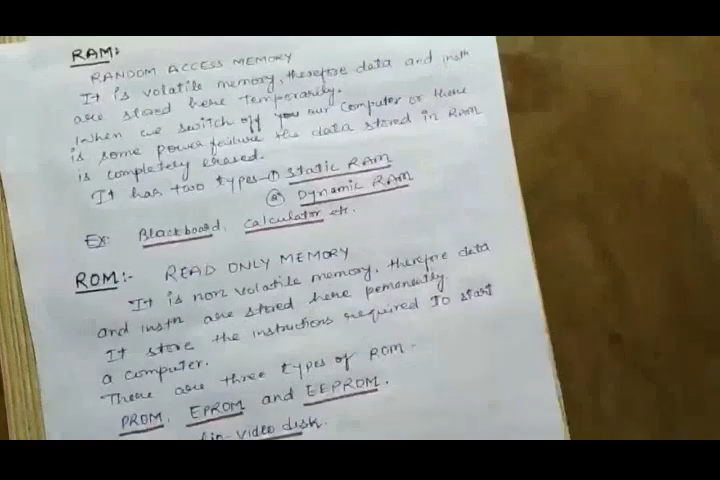 RAM:
RANDOM ACCESS MEMORY
It is volatile memory, therefore data and instn
are stored here temporarily.
When we switch off you our Computer or there
is some power failure the data stored in RAM
is completely erased.
It has two types → ① Static RAM
② Dynamic RAM
Ex: Blackboard, calculator etc.
ROM:- READ ONLY MEMORY
It is non volatile memory, therefore data
and instn are stored here pemanently.
It store the instructions required to start
a computer.
There are three types of ROM.
PROM, EPROM and EEPROM.
video disk.